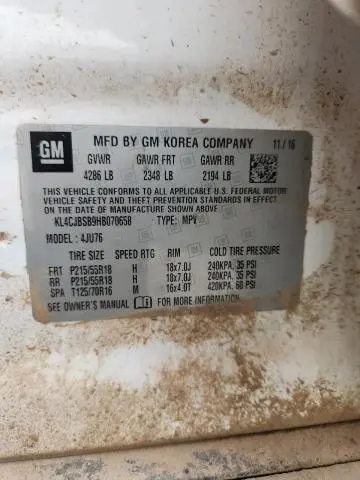 GM
MFD BY GM KOREA COMPANY 11/16
GVWR GAWR FRT GAWR RR
4286 LB 2348 LB 2194 LB
THIS VEHICLE CONFORMS TO ALL APPLICABLE U.S. FEDERAL MOTOR
VEHICLE SAFETY, BUMPER, AND THEFT PREVENTION STANDARDS IN
EFFECT ON THE DATE OF MANUFACTURE SHOWN ABOVE.
KL4CJBSB9HB070658 TYPE: MPV
MODEL: 4JU76
TIRE SIZE SPEED RTG RIM COLD TIRE PRESSURE
FRT P215/55R18 H 18x7.0J 240KPA, 35 PSI
RR P215/55R18 H 18x7.0J 240KPA, 35 PSI
SPA T125/70R16 M 16x4.0T 420KPA, 60 PSI
SEE OWNER'S MANUAL FOR MORE INFORMATION.